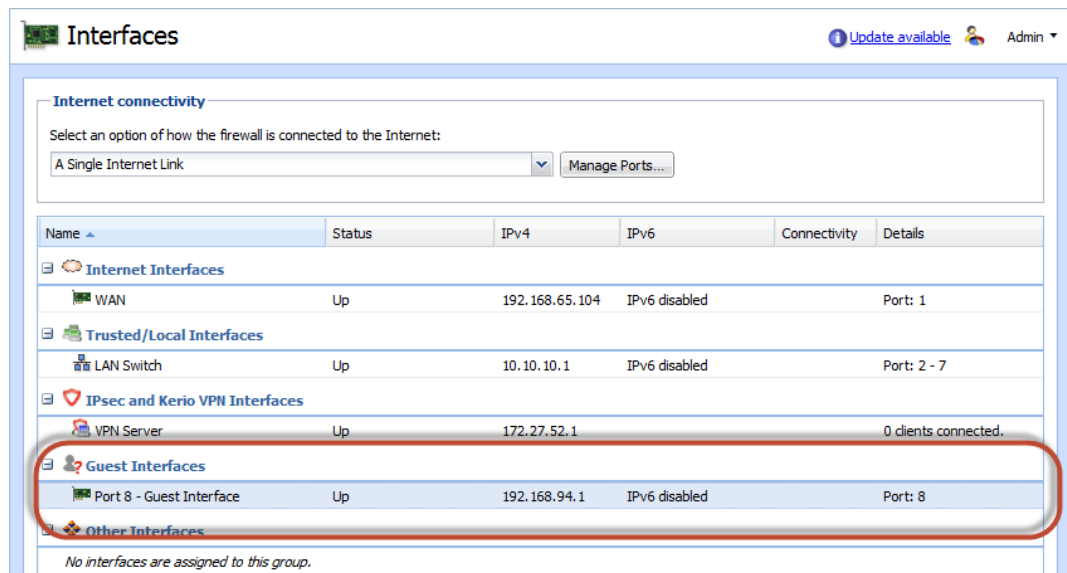 Interfaces
Update available
Admin
Internet connectivity
Select an option of how the firewall is connected to the Internet:
A Single Internet Link
Manage Ports...
Name Status IPv4 IPv6 Connectivity Details
Internet Interfaces
WAN Up 192.168.65.104 IPv6 disabled Port: 1
Trusted/Local Interfaces
LAN Switch Up 10.10.10.1 IPv6 disabled Port: 2 - 7
IPsec and Kerio VPN Interfaces
VPN Server Up 172.27.52.1 0 clients connected.
Guest Interfaces
Port 8 - Guest Interface Up 192.168.94.1 IPv6 disabled Port: 8
Other Interfaces
No interfaces are assigned to this group.